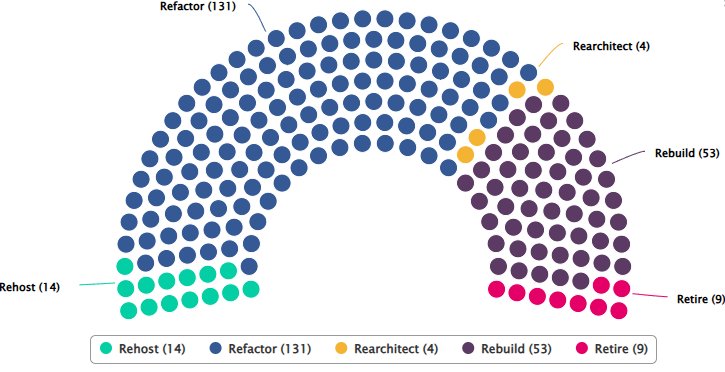 Refactor (131)
Rearchitect (4)
Rebuild (53)
Rehost (14)
Retire (9)
Rehost (14) Refactor (131) Rearchitect (4) Rebuild (53) Retire (9)